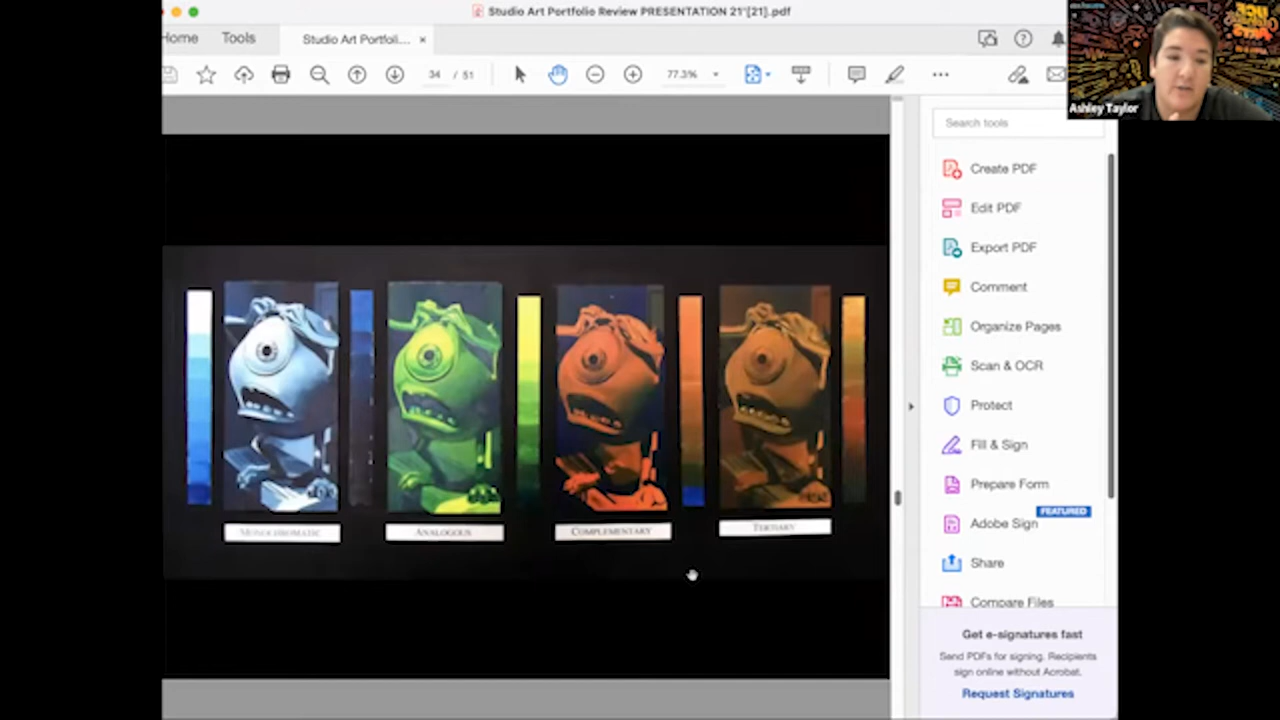 Studio Art Portfolio Review PRESENTATION 21'[21].pdf
Home
Tools
Studio Art Portfoli... ×
34 / 51
77.3%
Ashley Taylor
Search tools
Create PDF
Edit PDF
Export PDF
Comment
Organize Pages
Scan & OCR
Protect
Fill & Sign
Prepare Form
FEATURED
Adobe Sign
Share
Compare Files
Get e-signatures fast
Send PDFs for signing. Recipients
sign online without Acrobat.
Request Signatures
MONOCHROMATIC
ANALOGOUS
COMPLEMENTARY
TERTIARY